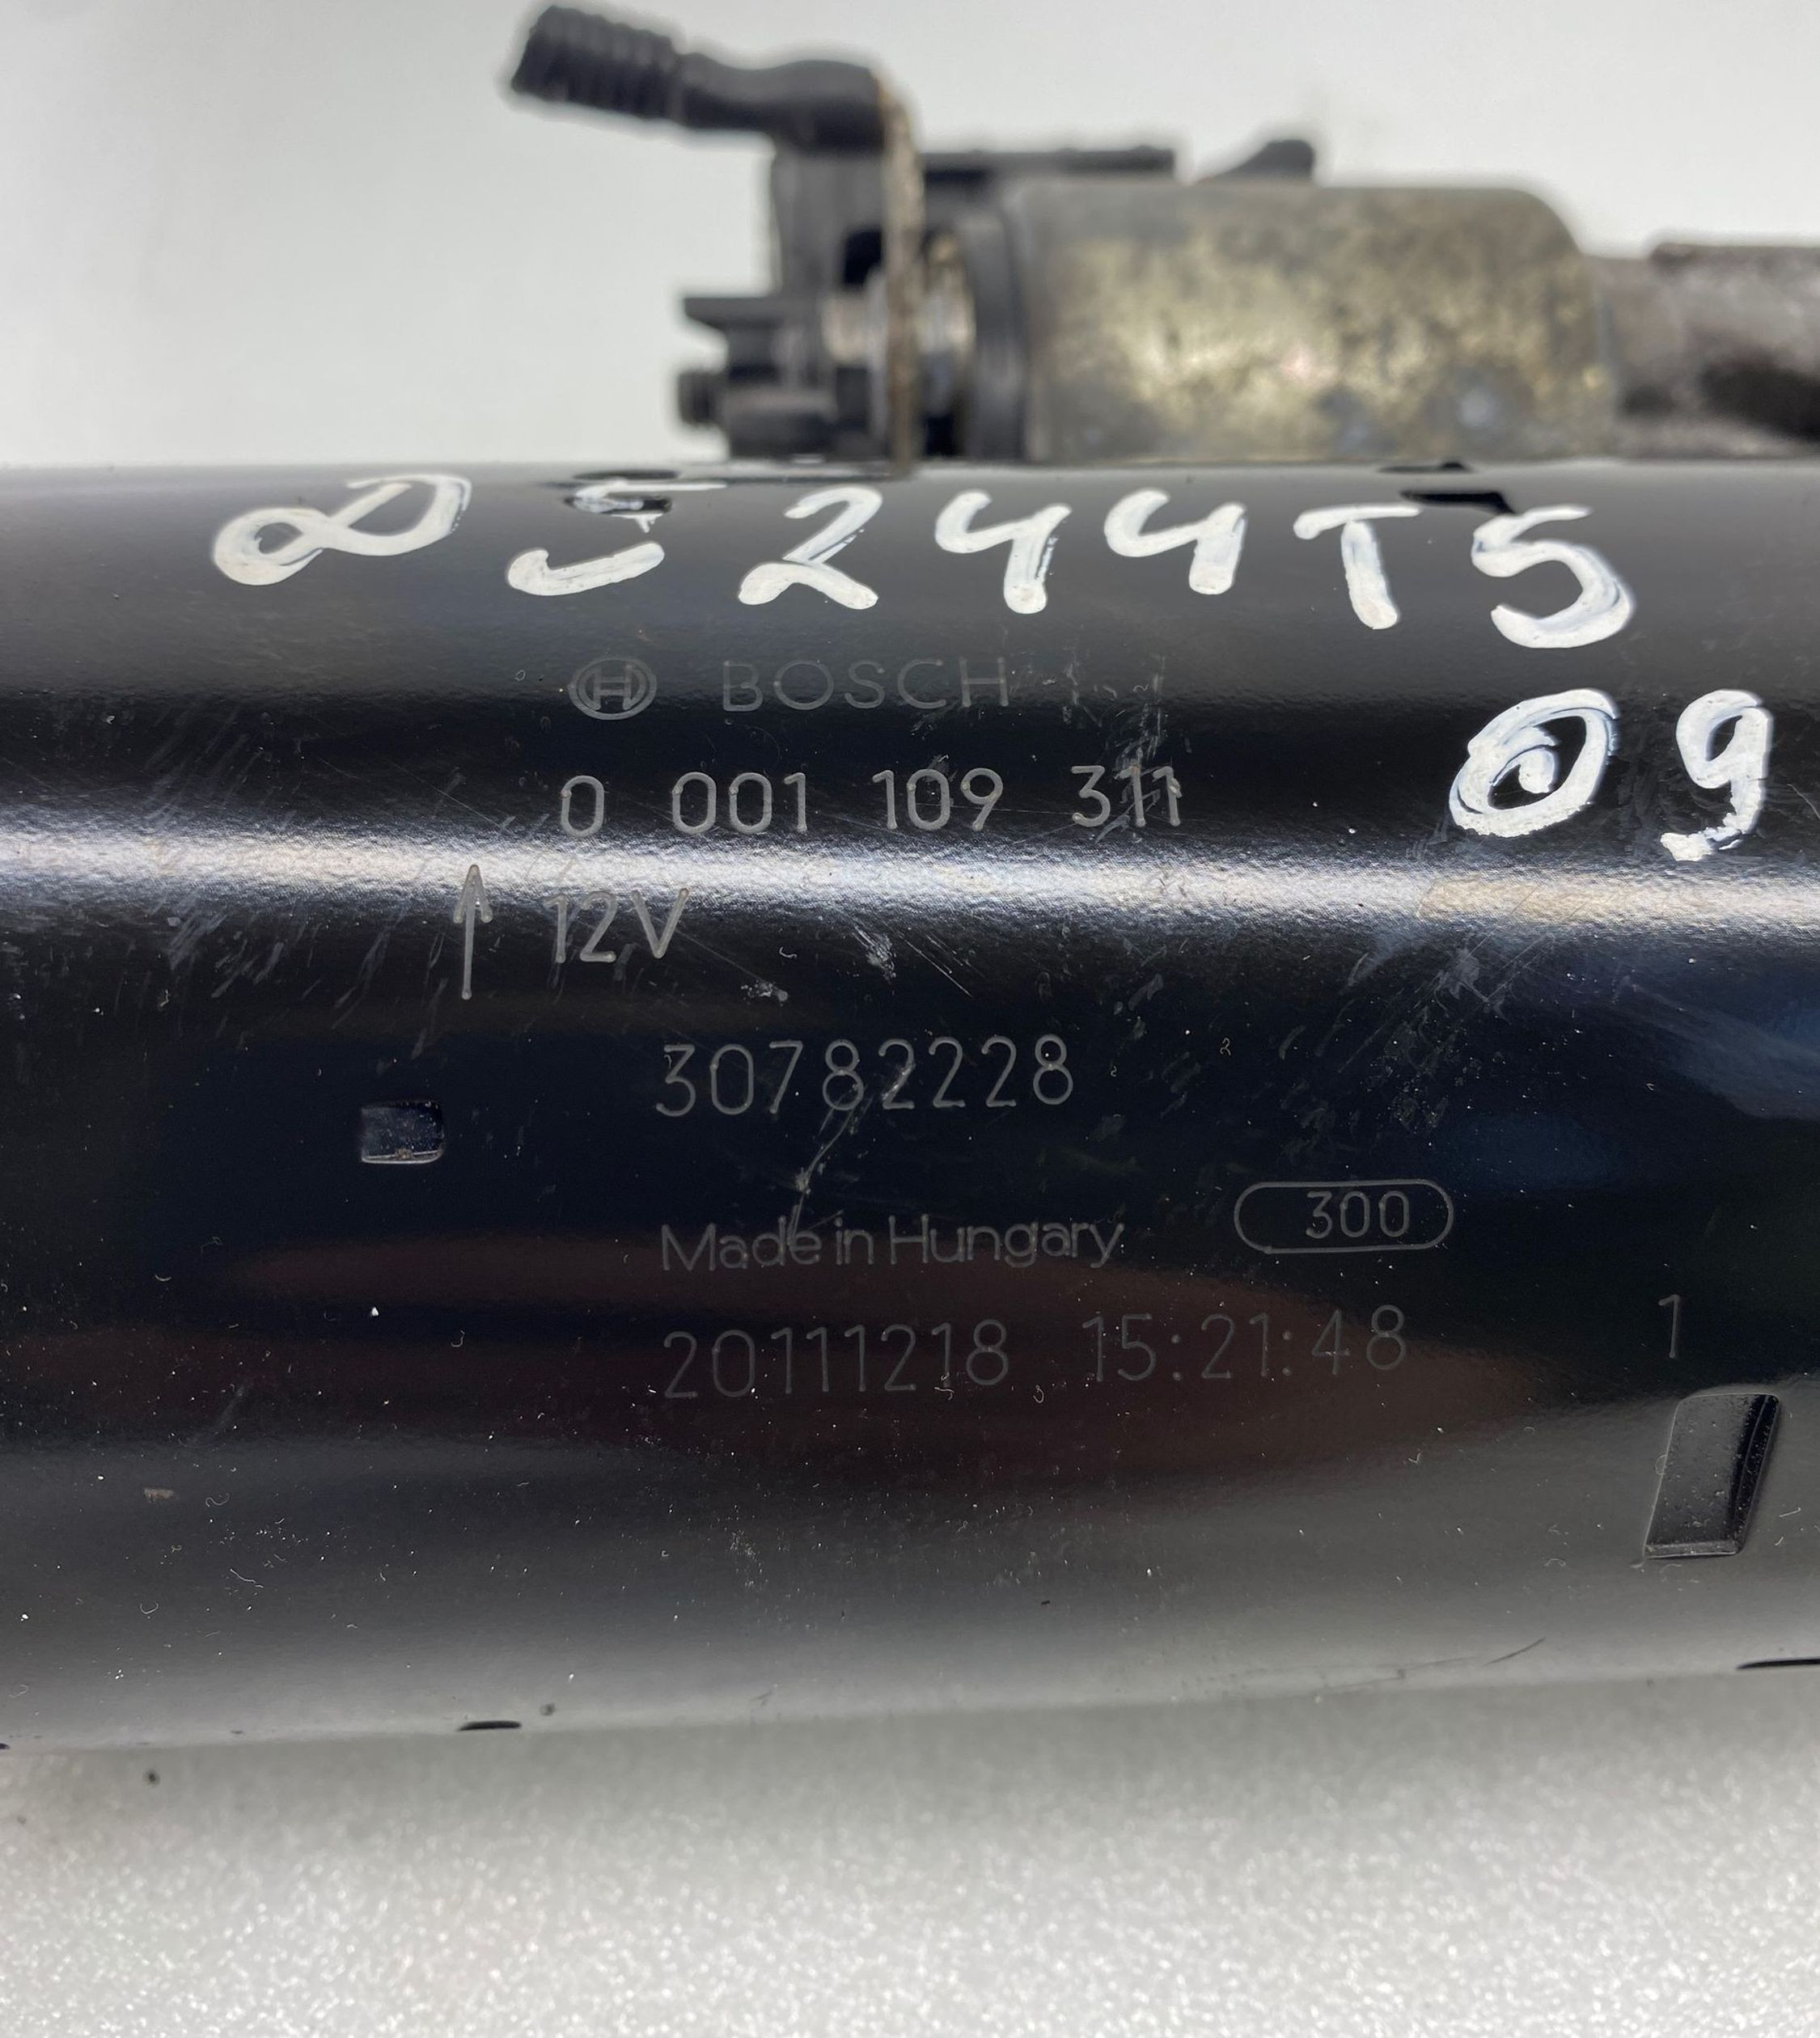 D5244T5
09
BOSCH
0 001 109 311
12V
30782228
Made in Hungary 300
20111218 15:21:48 1